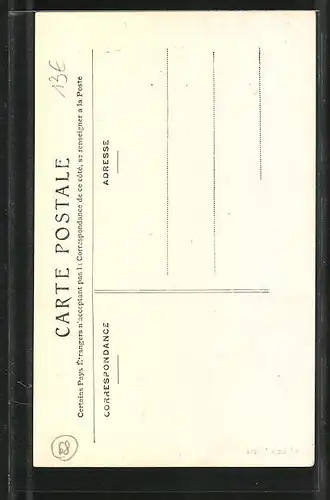 13€
CARTE POSTALE
Certains Pays Étrangers n'acceptant pas la Correspondance de ce côté, se renseigner à la Poste
CORRESPONDANCE
ADRESSE